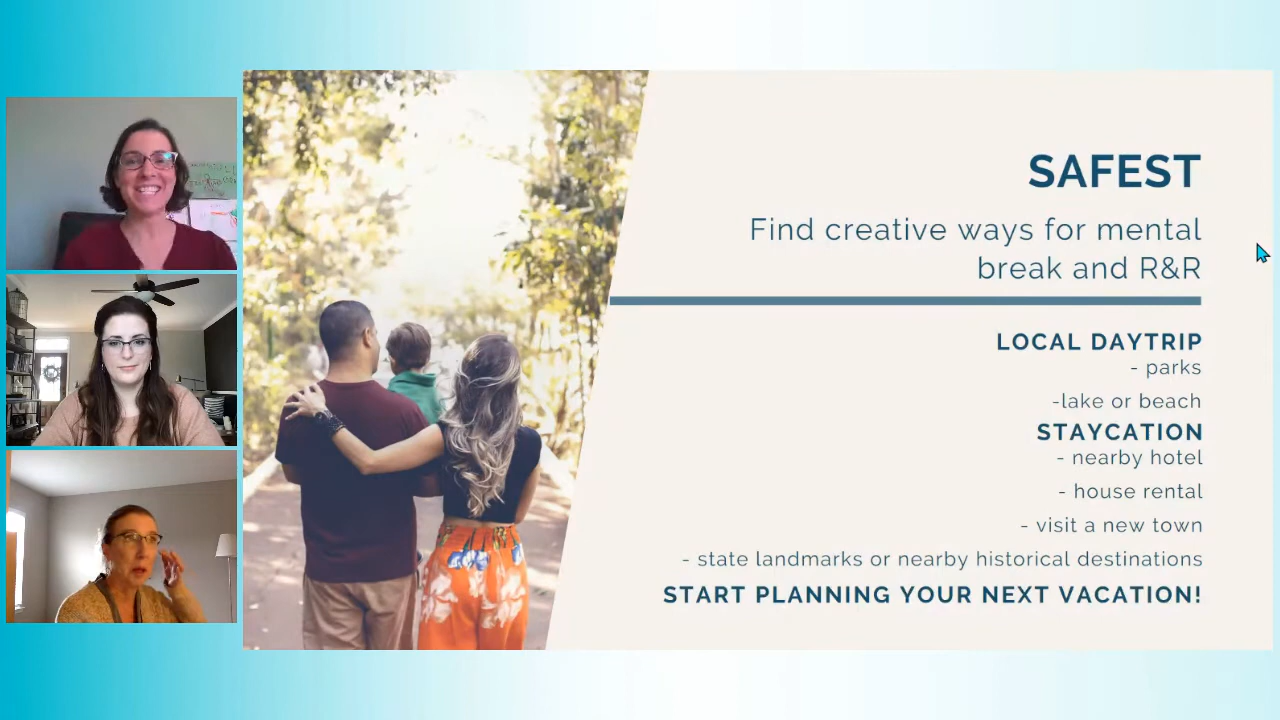 SAFEST
Find creative ways for mental
break and R&R
LOCAL DAYTRIP
- parks
-lake or beach
STAYCATION
- nearby hotel
- house rental
- visit a new town
- state landmarks or nearby historical destinations
START PLANNING YOUR NEXT VACATION!